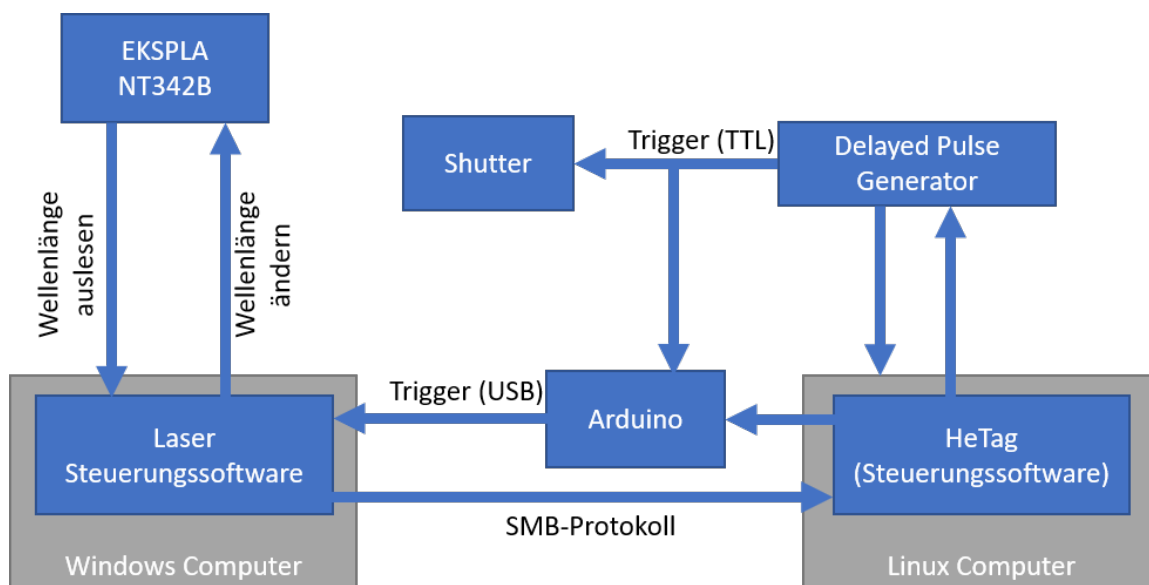 EKSPLA
NT342B
Wellenlänge
auslesen
Wellenlänge
ändern
Shutter
Trigger (TTL)
Delayed Pulse
Generator
Trigger (USB)
Arduino
Laser
Steuerungssoftware
HeTag
(Steuerungssoftware)
SMB-Protokoll
Windows Computer
Linux Computer